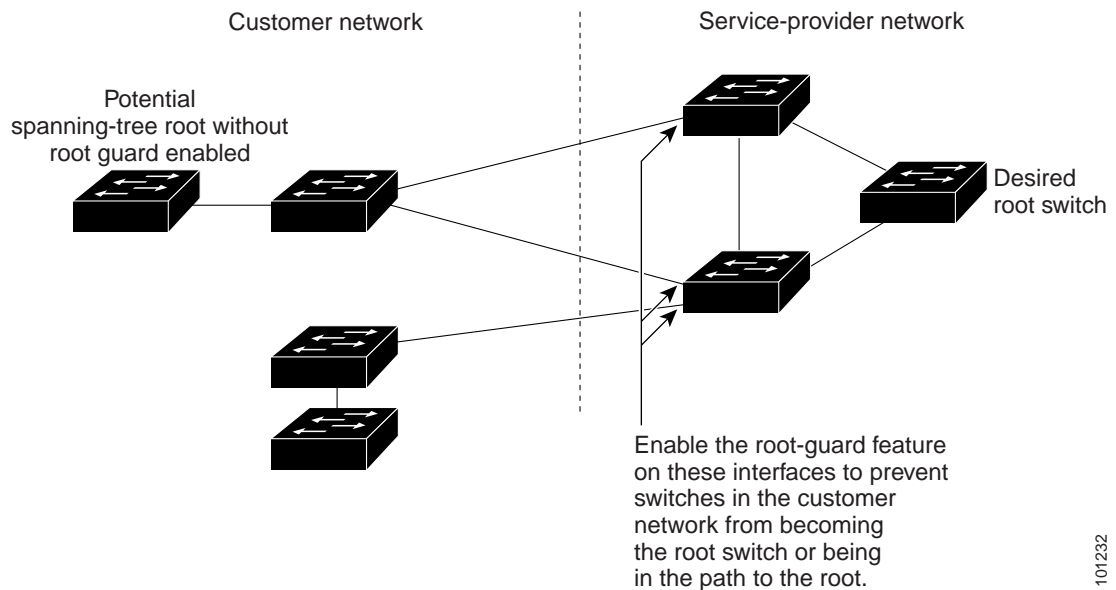 Customer network
Service-provider network
Potential
spanning-tree root without
root guard enabled
Desired
root switch
Enable the root-guard feature
on these interfaces to prevent
switches in the customer
network from becoming
the root switch or being
in the path to the root.
101232